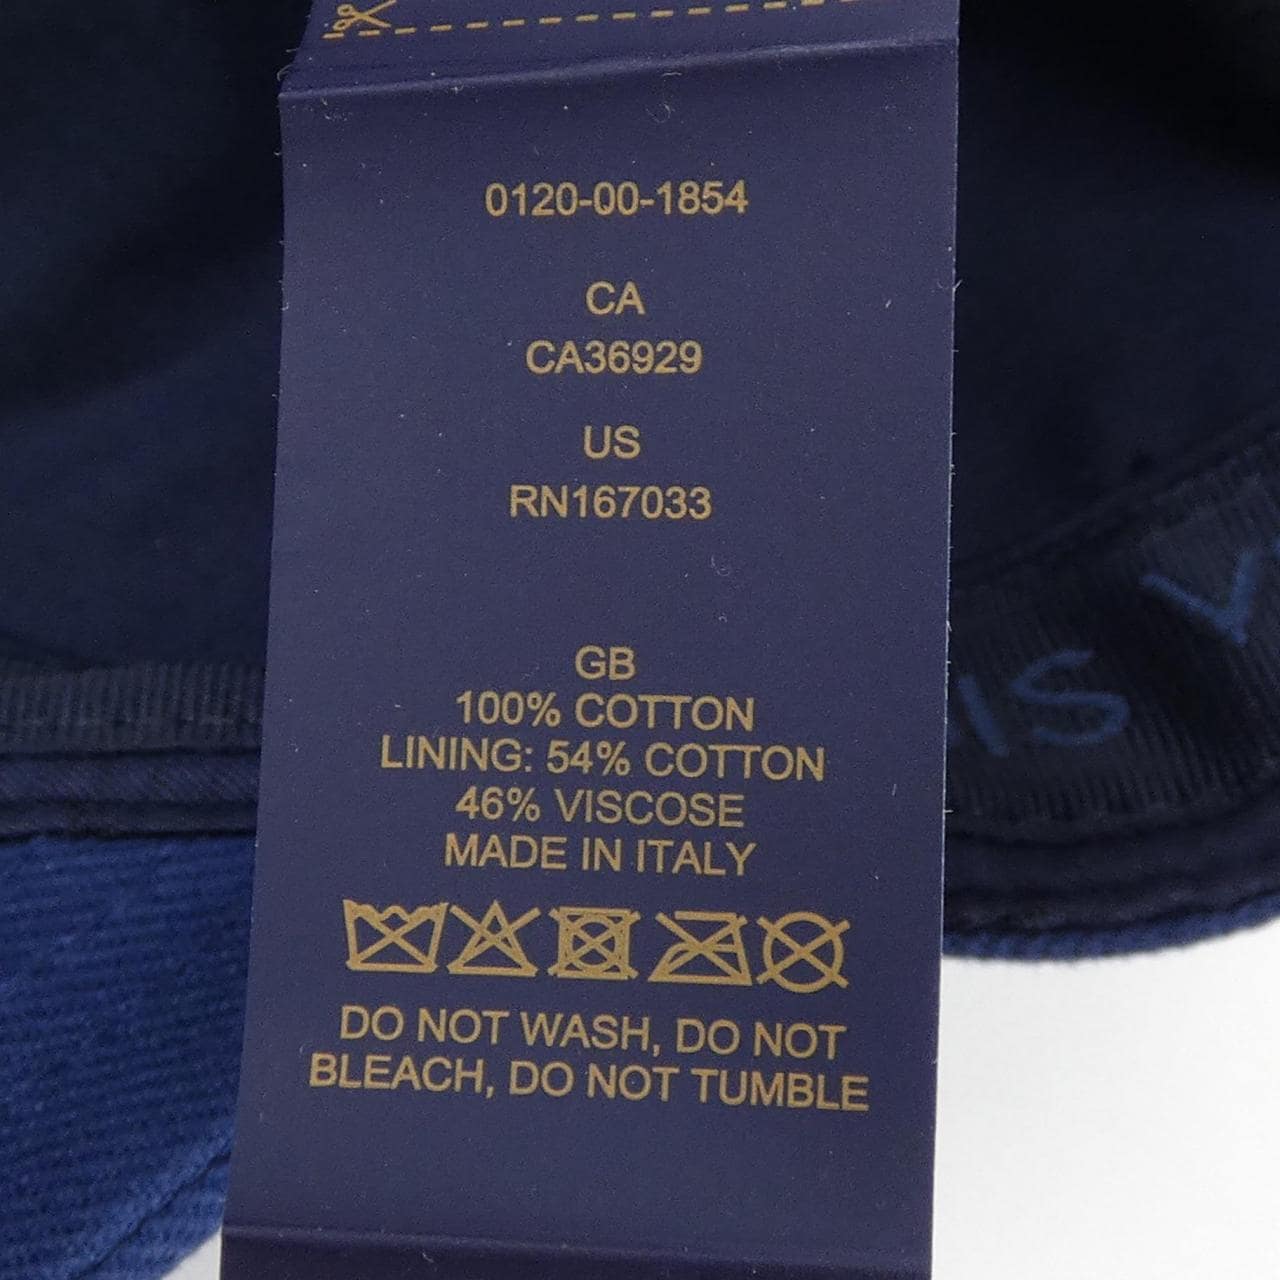 0120-00-1854
CA
CA36929
US
RN167033
GB
100% COTTON
LINING: 54% COTTON
46% VISCOSE
MADE IN ITALY
DO NOT WASH, DO NOT
BLEACH, DO NOT TUMBLE